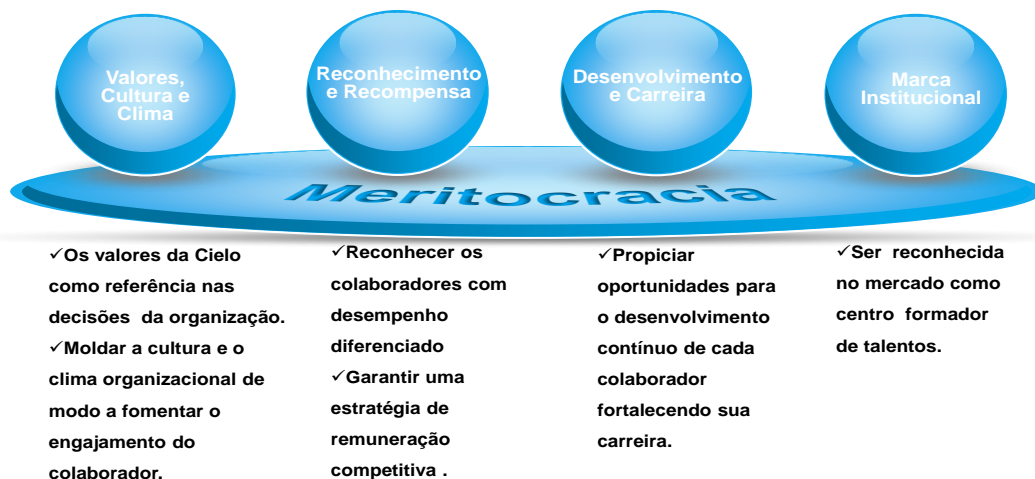 Valores,
Cultura e
Clima
Reconhecimento
e Recompensa
Desenvolvimento
e Carreira
Marca
Institucional
Meritocracia
✓Os valores da Cielo
como referência nas
decisões da organização.
✓Moldar a cultura e o
clima organizacional de
modo a fomentar o
engajamento do
colaborador.
✓Reconhecer os
colaboradores com
desempenho
diferenciado
✓Garantir uma
estratégia de
remuneração
competitiva .
✓Propiciar
oportunidades para
o desenvolvimento
contínuo de cada
colaborador
fortalecendo sua
carreira.
✓Ser reconhecida
no mercado como
centro formador
de talentos.